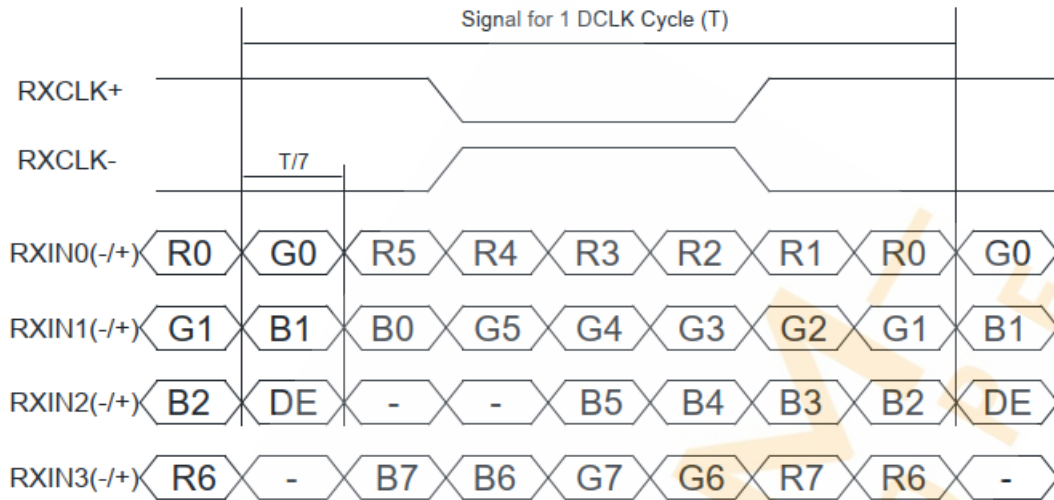 Signal for 1 DCLK Cycle (T)
RXCLK+
RXCLK-
T/7
RXIN0(-/+) R0 G0 R5 R4 R3 R2 R1 R0 G0
RXIN1(-/+) G1 B1 B0 G5 G4 G3 G2 G1 B1
RXIN2(-/+) B2 DE - - B5 B4 B3 B2 DE
RXIN3(-/+) R6 - B7 B6 G7 G6 R7 R6 -